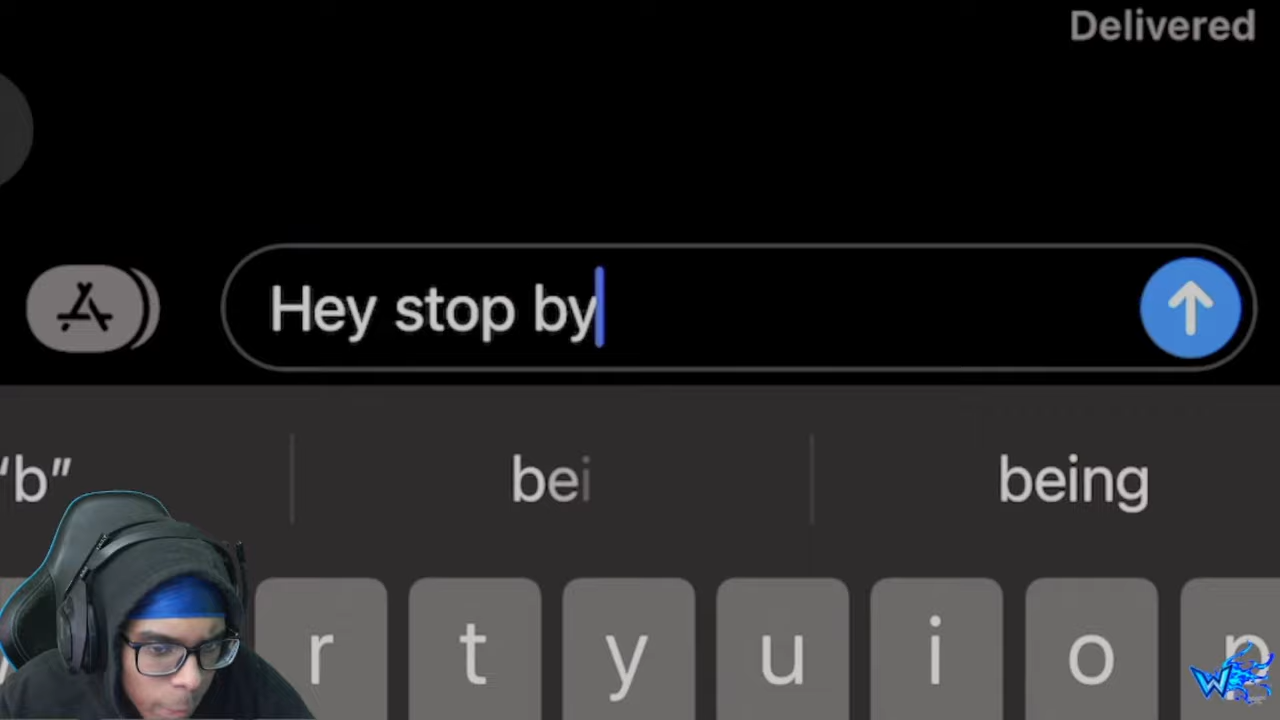 Delivered
Hey stop by
"b"
bei
being
r t y u i o p
W